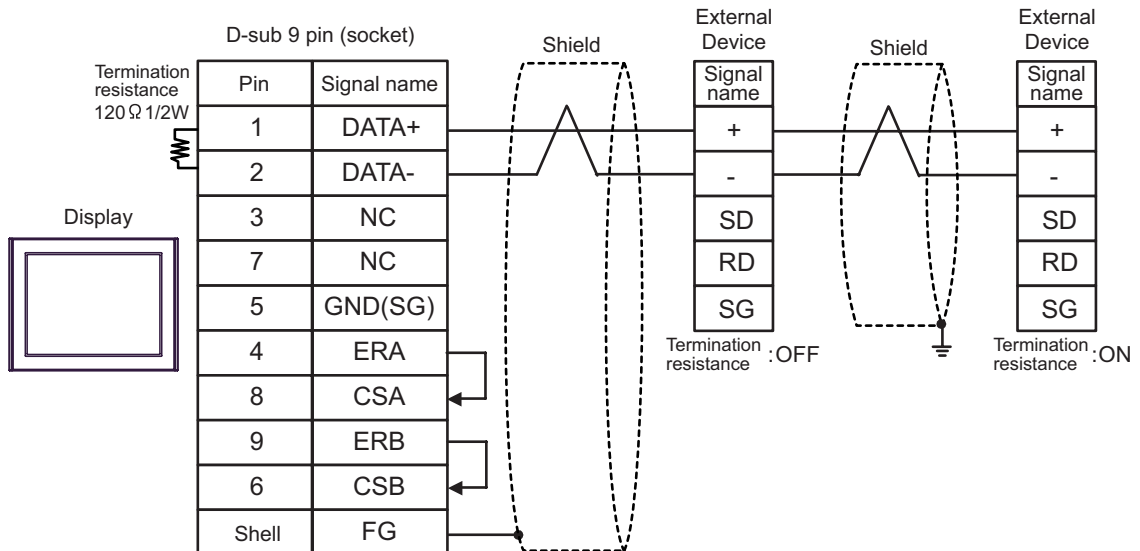 D-sub 9 pin (socket)
Shield
External
Device
Shield
External
Device
Termination
resistance
120Ω1/2W
Pin
Signal name
1
DATA+
2
DATA-
3
NC
7
NC
5
GND(SG)
4
ERA
8
CSA
9
ERB
6
CSB
Shell
FG
Display
Signal
name
+
-
SD
RD
SG
Termination
resistance :OFF
Signal
name
+
-
SD
RD
SG
Termination
resistance :ON